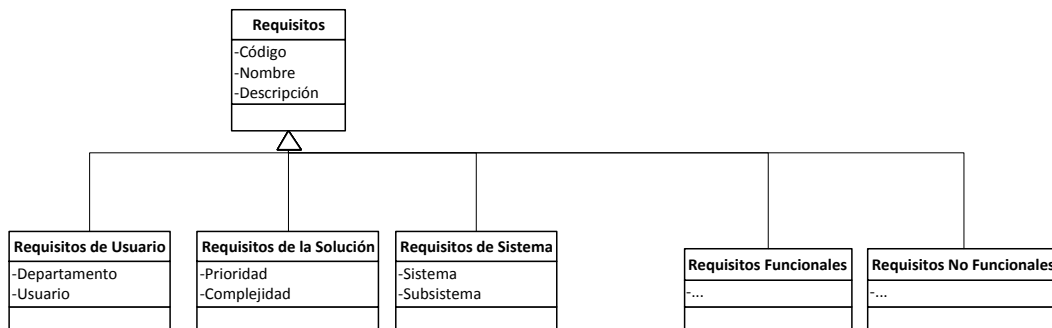 Requisitos
-Código
-Nombre
-Descripción
Requisitos de Usuario
-Departamento
-Usuario
Requisitos de la Solución
-Prioridad
-Complejidad
Requisitos de Sistema
-Sistema
-Subsistema
Requisitos Funcionales
-...
Requisitos No Funcionales
-...